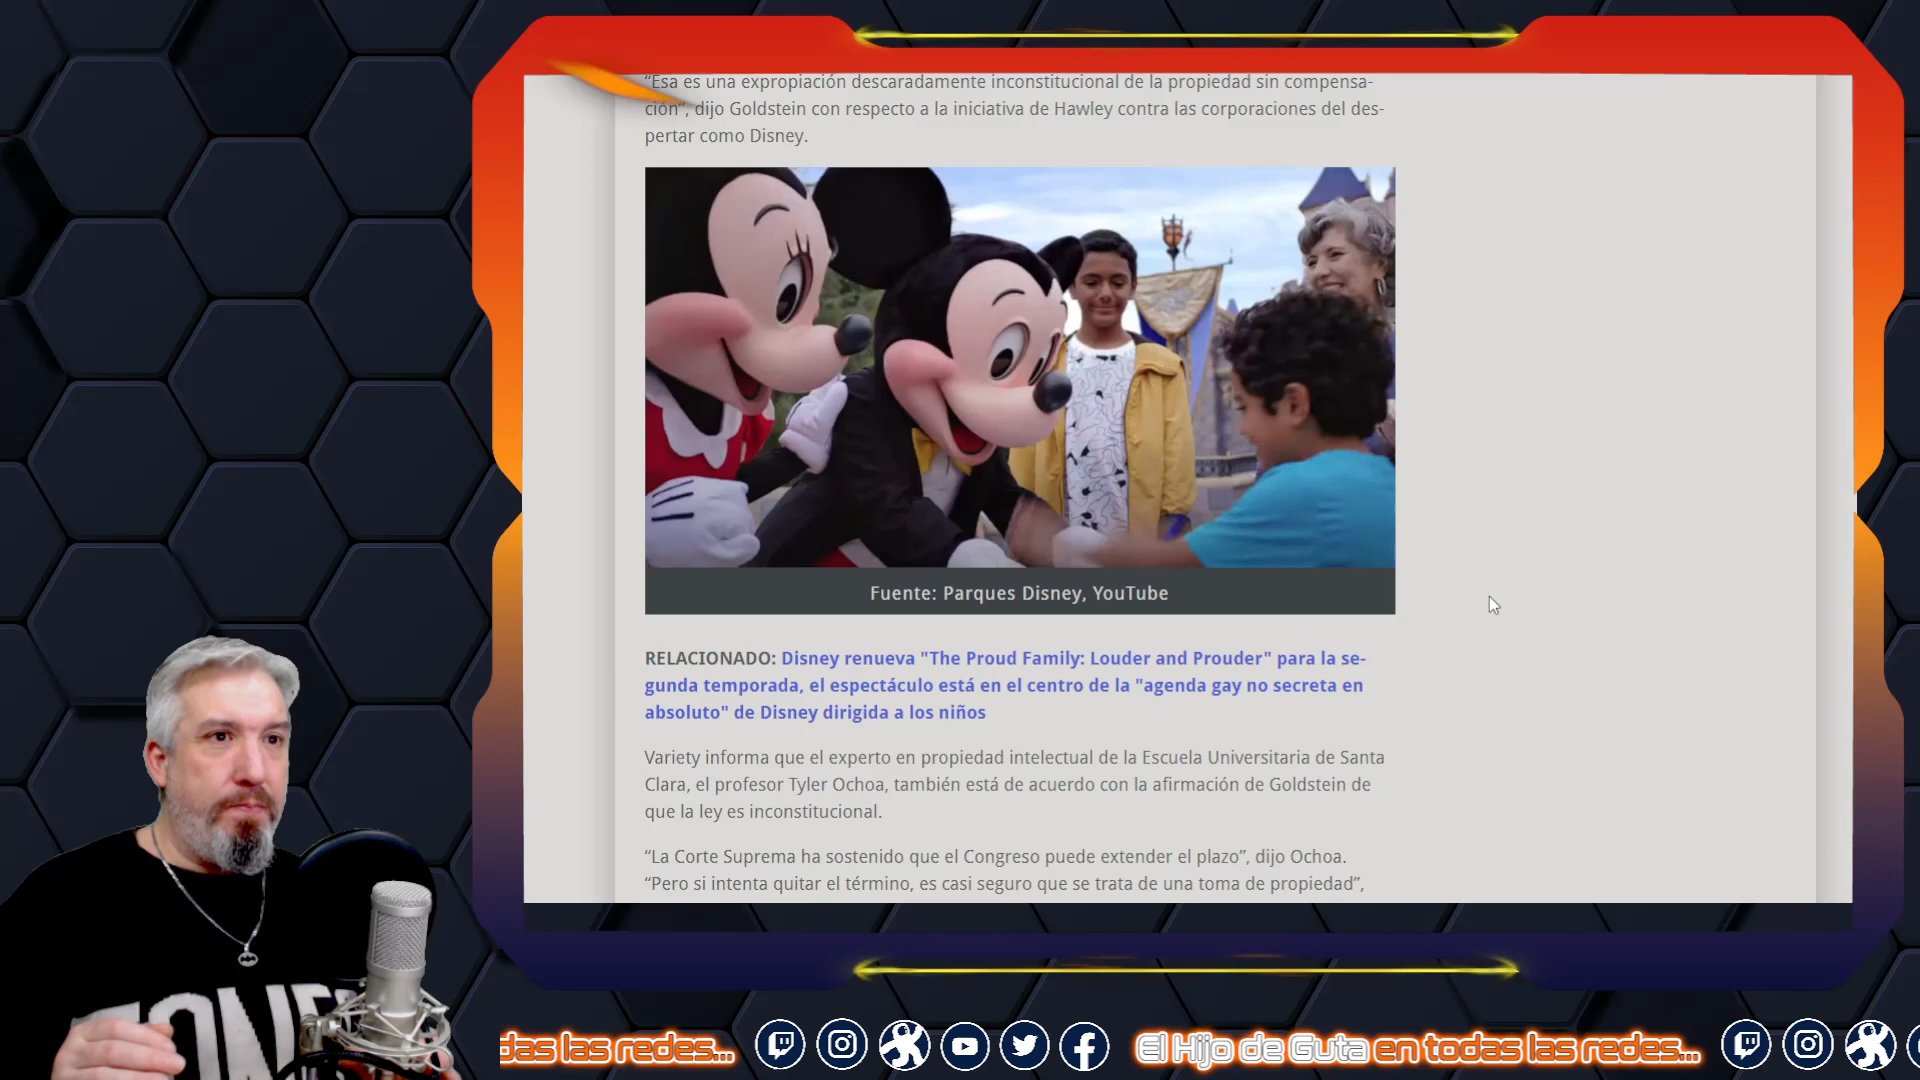 “Esa es una expropiación descaradamente inconstitucional de la propiedad sin compensa-
ción”, dijo Goldstein con respecto a la iniciativa de Hawley contra las corporaciones del des-
pertar como Disney.
Fuente: Parques Disney, YouTube
RELACIONADO: Disney renueva "The Proud Family: Louder and Prouder" para la se-
gunda temporada, el espectáculo está en el centro de la "agenda gay no secreta en
absoluto" de Disney dirigida a los niños
Variety informa que el experto en propiedad intelectual de la Escuela Universitaria de Santa
Clara, el profesor Tyler Ochoa, también está de acuerdo con la afirmación de Goldstein de
que la ley es inconstitucional.
“La Corte Suprema ha sostenido que el Congreso puede extender el plazo”, dijo Ochoa.
“Pero si intenta quitar el término, es casi seguro que se trata de una toma de propiedad”,
das las redes... El Hijo de Guta en todas las redes...